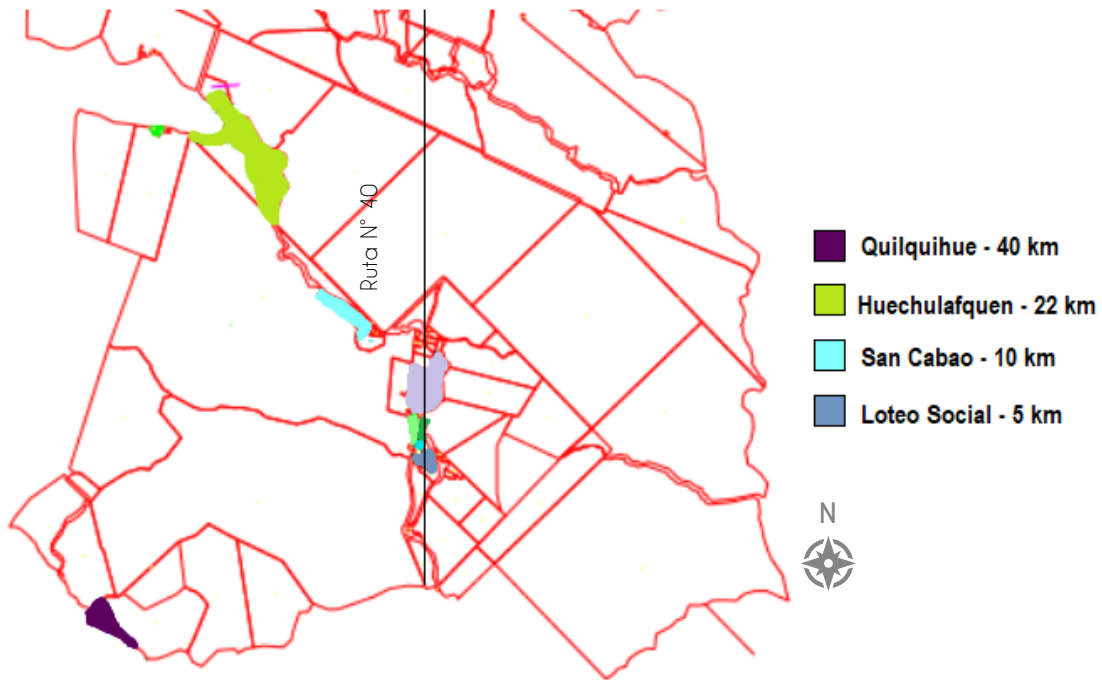 Ruta N° 40
Quilquihue - 40 km
Huechulafquen - 22 km
San Cabao - 10 km
Loteo Social - 5 km
N